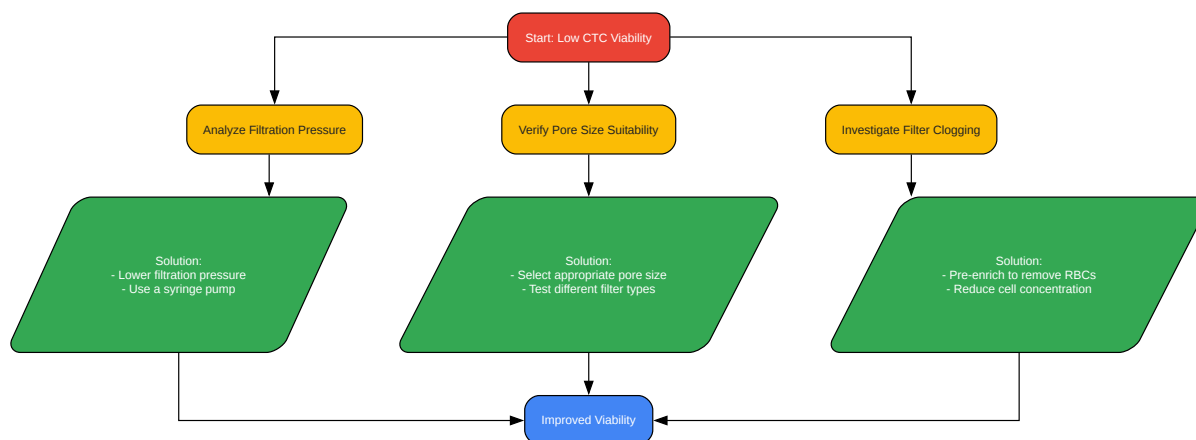 Start: Low CTC Viability
Analyze Filtration Pressure
Verify Pore Size Suitability
Investigate Filter Clogging
Solution:
- Lower filtration pressure
- Use a syringe pump
Solution:
- Select appropriate pore size
- Test different filter types
Solution:
- Pre-enrich to remove RBCs
- Reduce cell concentration
Improved Viability